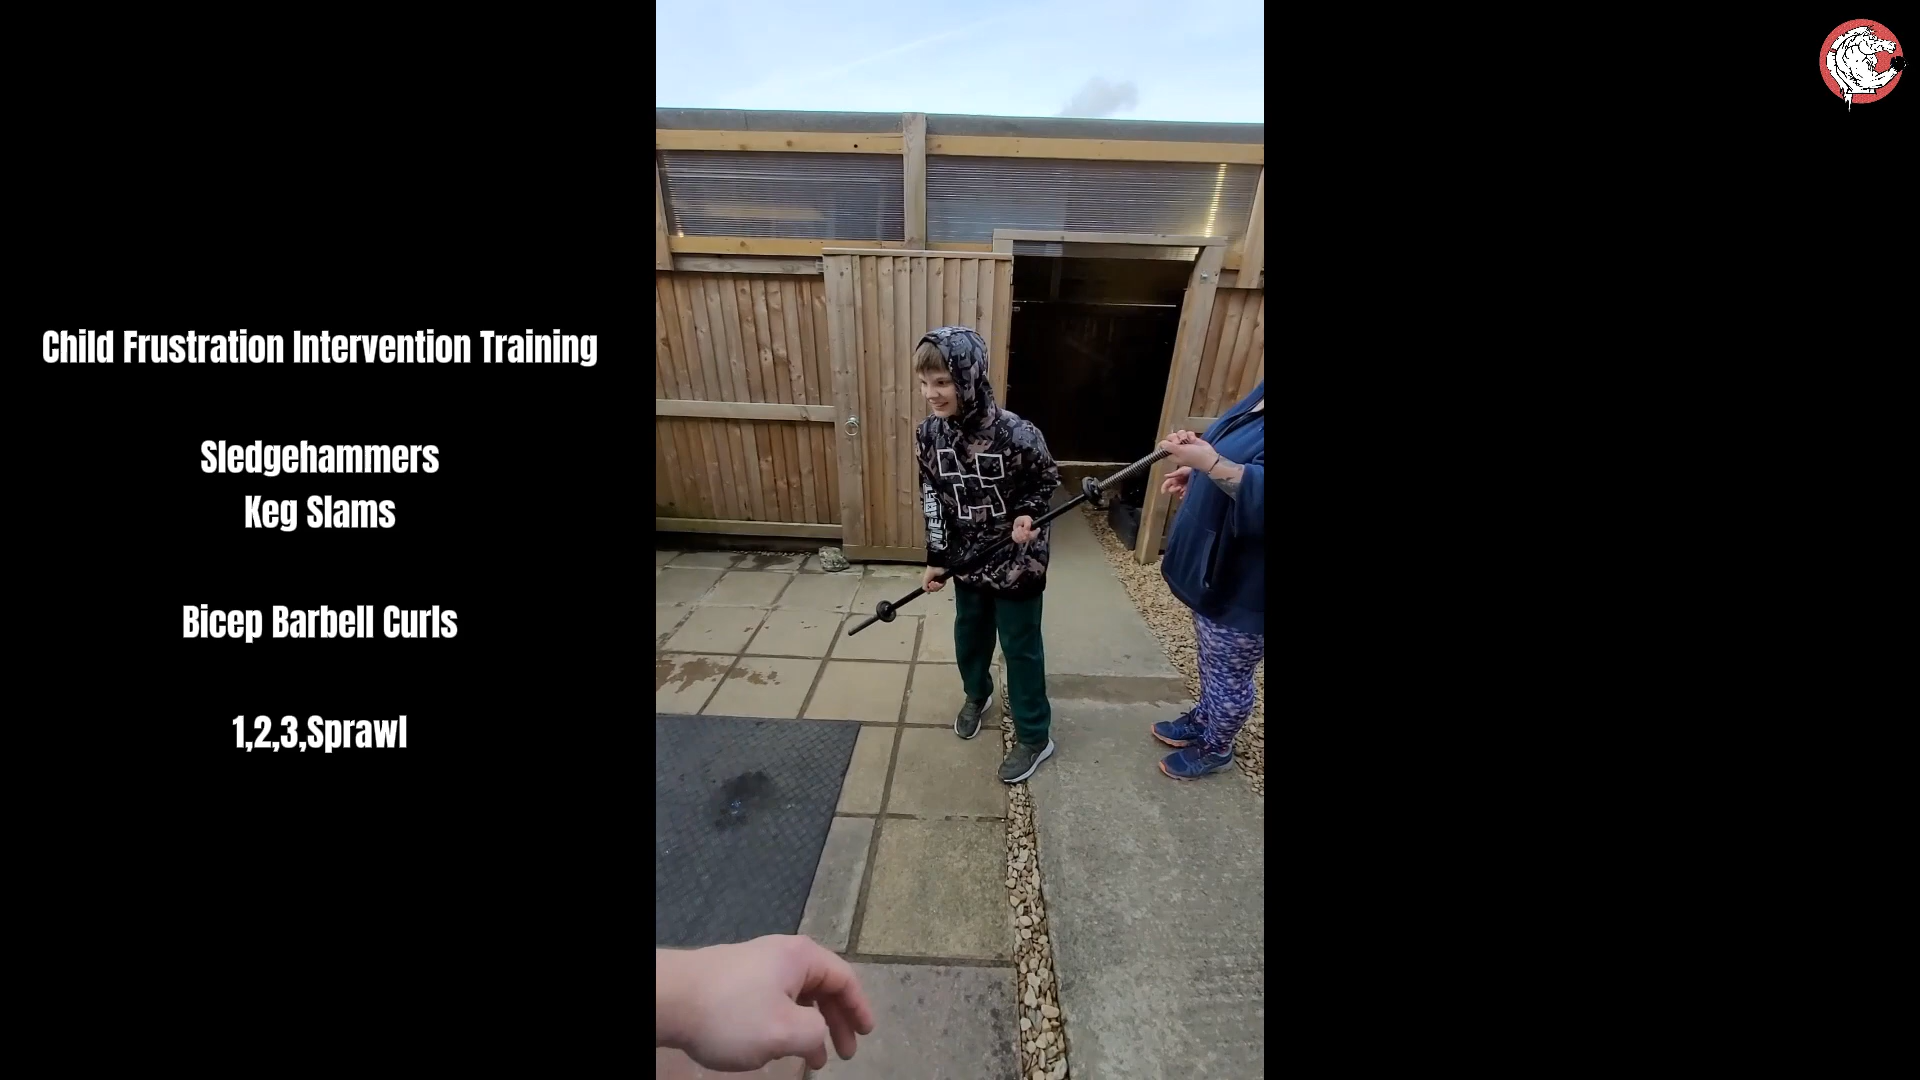 Child Frustration Intervention Training
Sledgehammers
Keg Slams
Bicep Barbell Curls
1,2,3,Sprawl